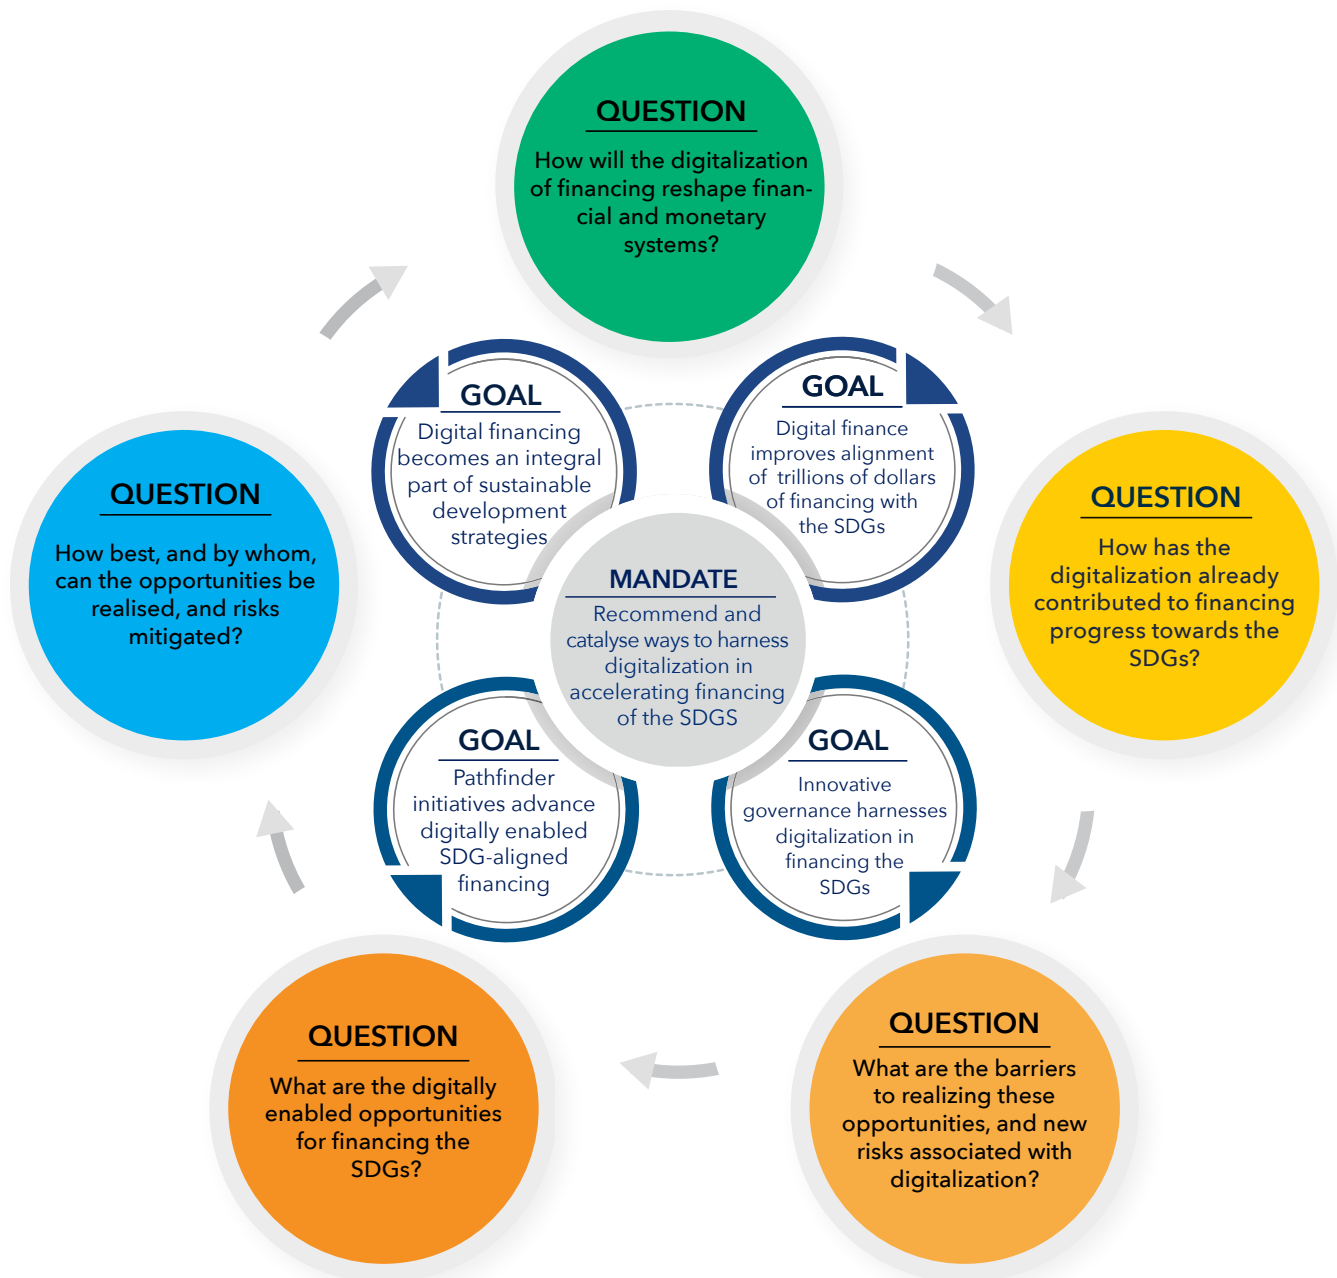 QUESTION
How will the digitalization
of financing reshape finan-
cial and monetary
systems?
GOAL
Digital financing
becomes an integral
part of sustainable
development
strategies
GOAL
Digital finance
improves alignment
of trillions of dollars
of financing with
the SDGs
QUESTION
How best, and by whom,
can the opportunities be
realised, and risks
mitigated?
MANDATE
Recommend and
catalyse ways to harness
digitalization in
accelerating financing
of the SDGS
QUESTION
How has the
digitalization already
contributed to financing
progress towards the
SDGs?
GOAL
Pathfinder
initiatives advance
digitally enabled
SDG-aligned
financing
GOAL
Innovative
governance harnesses
digitalization in
financing the
SDGs
QUESTION
What are the digitally
enabled opportunities
for financing the
SDGs?
QUESTION
What are the barriers
to realizing these
opportunities, and new
risks associated with
digitalization?